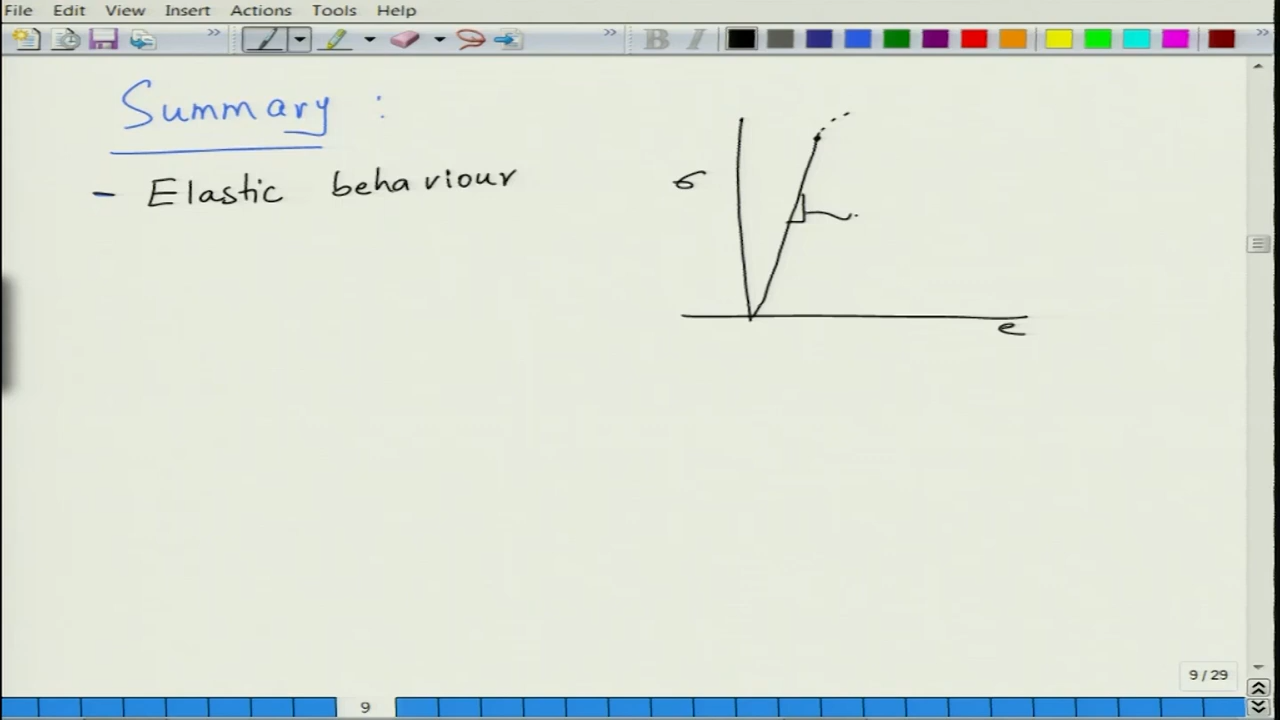 File Edit View Insert Actions Tools Help
B I
Summary :
- Elastic behaviour
σ
e
9 / 29
9